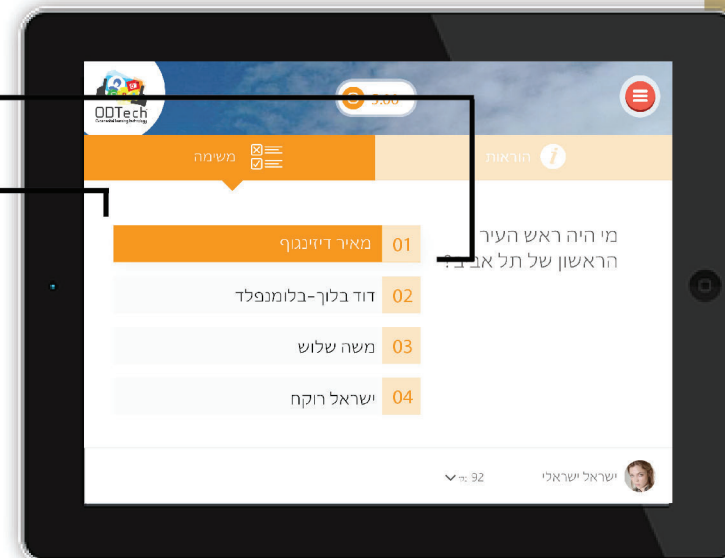 ODTech
3:00
הוראות
משימה
מי היה ראש העיר
הראשון של תל אביב?
01 מאיר דיזינגוף
02 דוד בלוך-בלומנפלד
03 משה שלוש
04 ישראל רוקח
ישראל ישראלי
92